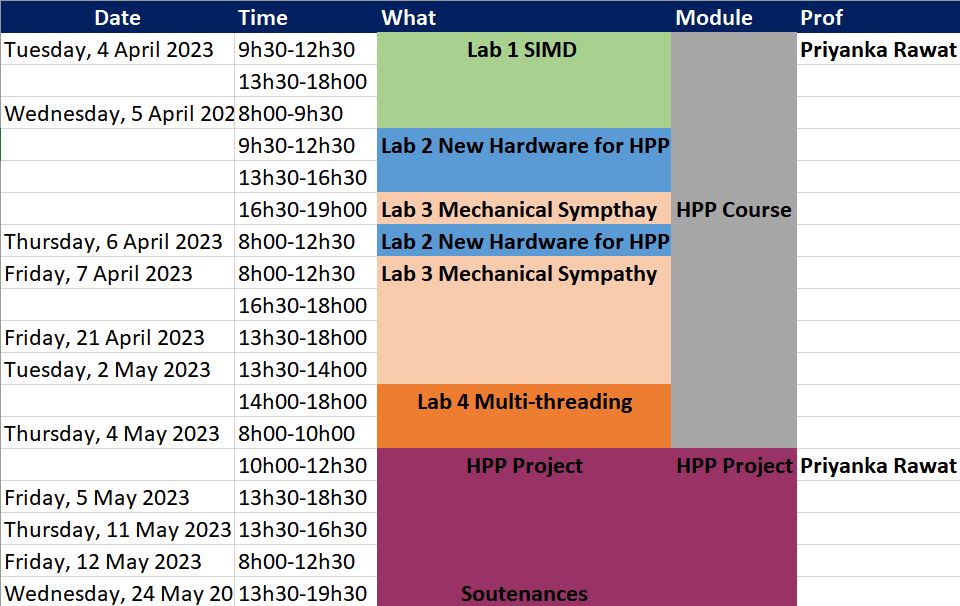 Date Time What Module Prof
Tuesday, 4 April 2023 9h30-12h30 Lab 1 SIMD Priyanka Rawat
13h30-18h00
Wednesday, 5 April 202 8h00-9h30
9h30-12h30 Lab 2 New Hardware for HPP
13h30-16h30
16h30-19h00 Lab 3 Mechanical Sympthay HPP Course
Thursday, 6 April 2023 8h00-12h30 Lab 2 New Hardware for HPP
Friday, 7 April 2023 8h00-12h30 Lab 3 Mechanical Sympathy
16h30-18h00
Friday, 21 April 2023 13h30-18h00
Tuesday, 2 May 2023 13h30-14h00
14h00-18h00 Lab 4 Multi-threading
Thursday, 4 May 2023 8h00-10h00
10h00-12h30 HPP Project HPP Project Priyanka Rawat
Friday, 5 May 2023 13h30-18h30
Thursday, 11 May 2023 13h30-16h30
Friday, 12 May 2023 8h00-12h30
Wednesday, 24 May 20 13h30-19h30 Soutenances